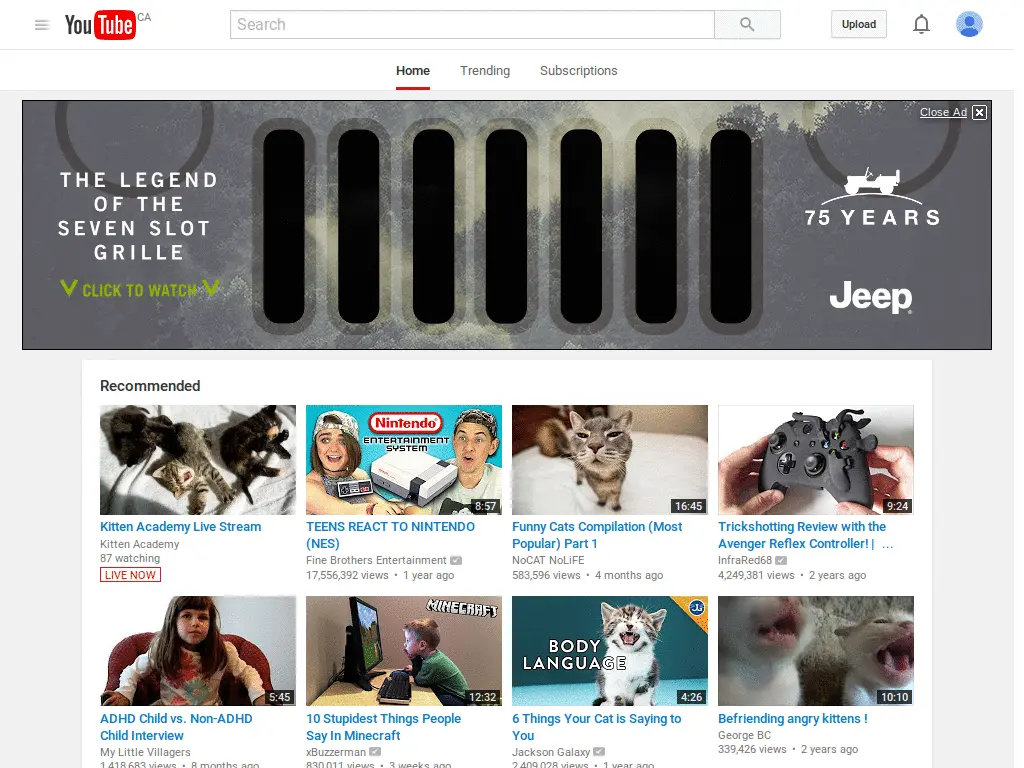 YouTube CA
Search
Upload
Home
Trending
Subscriptions
Close Ad
THE LEGEND
OF THE
SEVEN SLOT
GRILLE
CLICK TO WATCH
75 YEARS
Jeep
Recommended
Nintendo
ENTERTAINMENT
SYSTEM
8:57
16:45
9:24
Kitten Academy Live Stream
Kitten Academy
87 watching
LIVE NOW
TEENS REACT TO NINTENDO
(NES)
Fine Brothers Entertainment
17,556,392 views • 1 year ago
Funny Cats Compilation (Most
Popular) Part 1
NoCAT NoLiFE
583,596 views • 4 months ago
Trickshotting Review with the
Avenger Reflex Controller! | ...
InfraRed68
4,249,381 views • 2 years ago
5:45
MINECRAFT
12:32
BODY
LANGUAGE
JG
4:26
10:10
ADHD Child vs. Non-ADHD
Child Interview
My Little Villagers
1,418,683 views • 8 months ago
10 Stupidest Things People
Say In Minecraft
xBuzzerman
830,011 views • 3 weeks ago
6 Things Your Cat is Saying to
You
Jackson Galaxy
2,409,028 views • 1 year ago
Befriending angry kittens !
George BC
339,426 views • 2 years ago